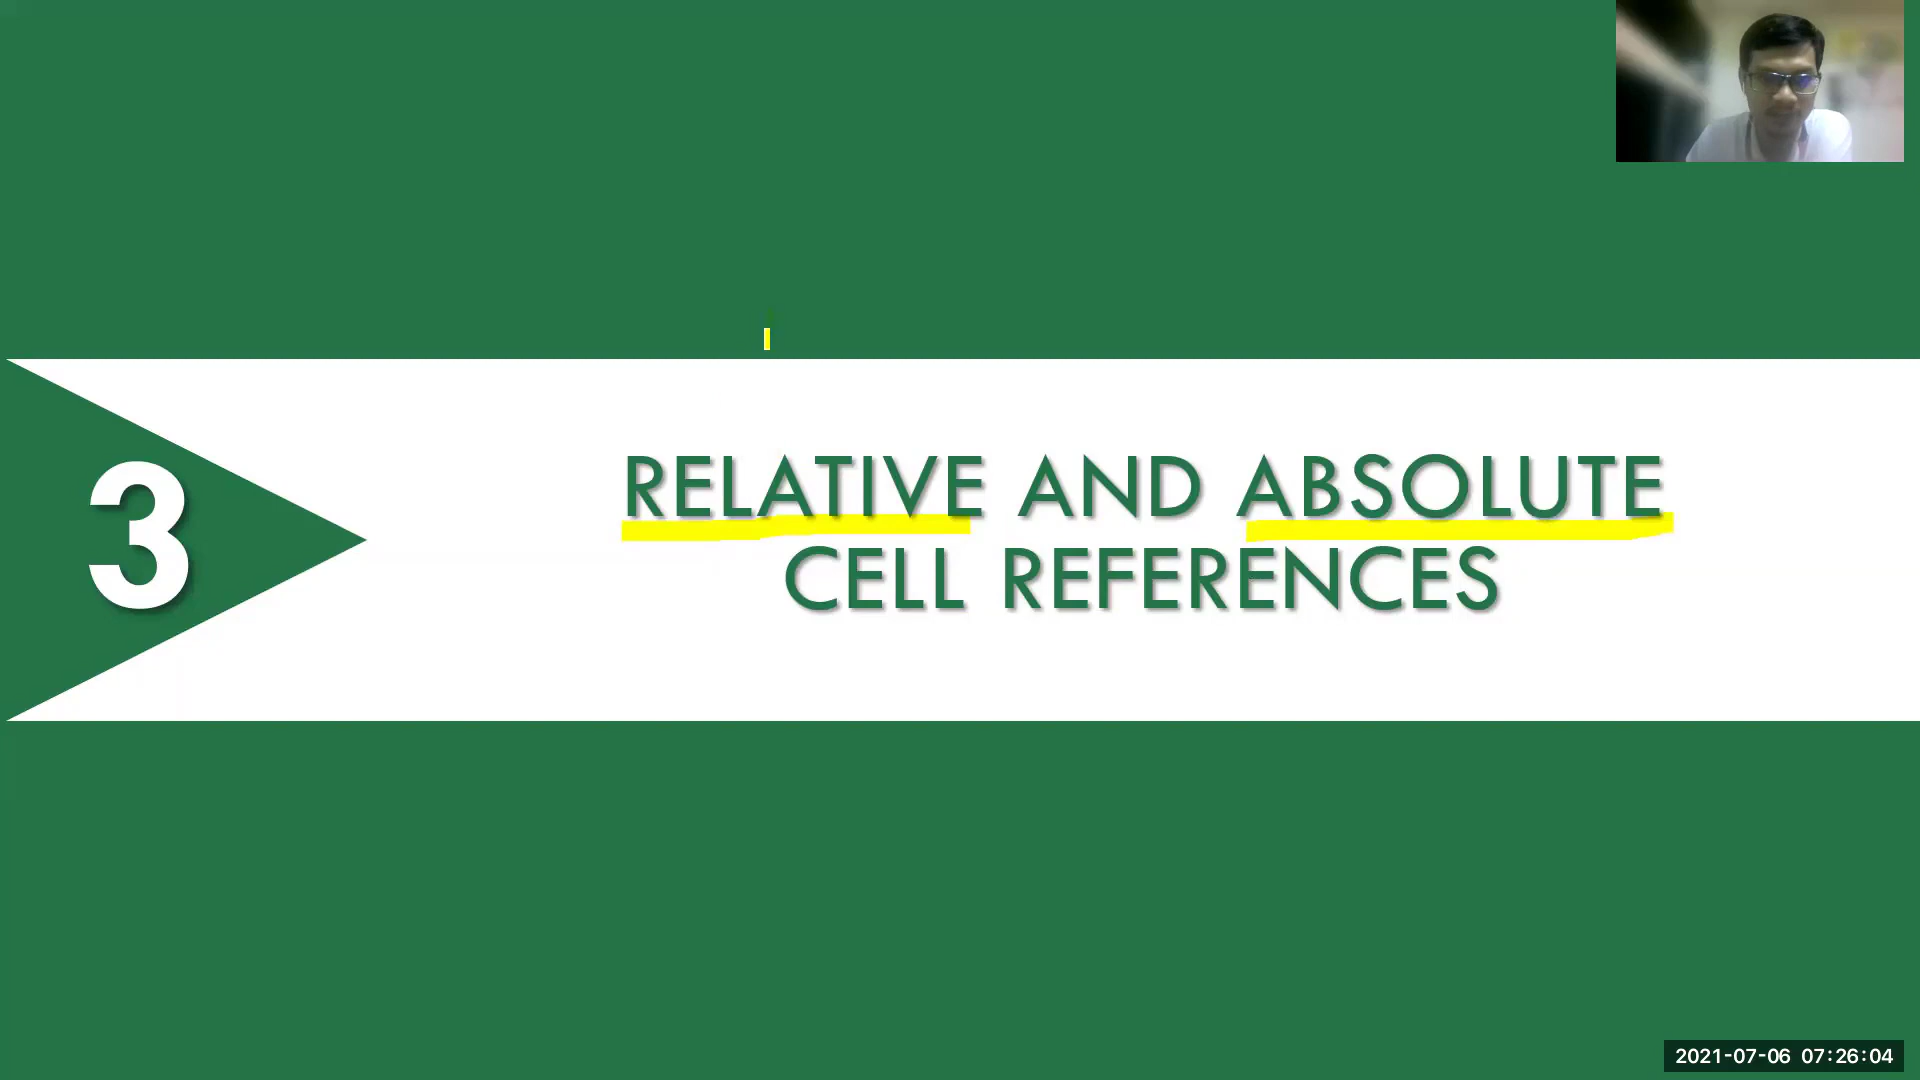 3
RELATIVE AND ABSOLUTE
CELL REFERENCES
2021-07-06 07:26:04